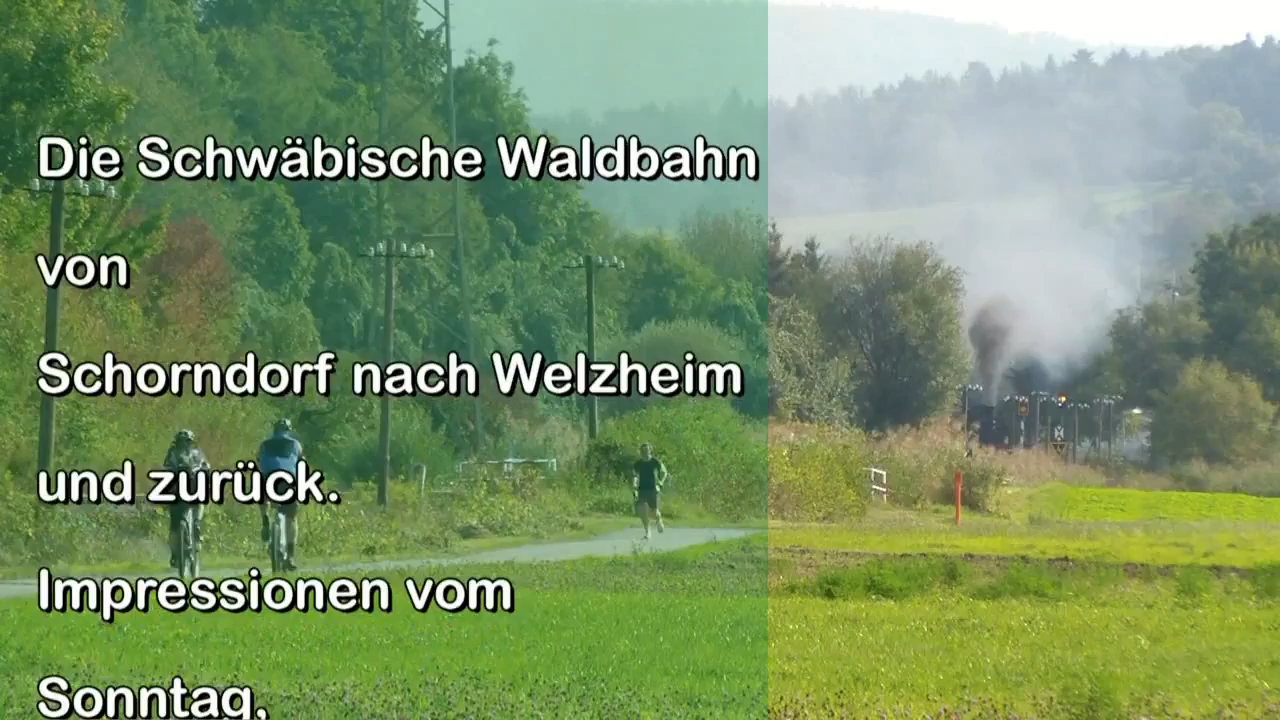 Die Schwäbische Waldbahn
von
Schorndorf nach Welzheim
und zurück.
Impressionen vom
Sonntag,